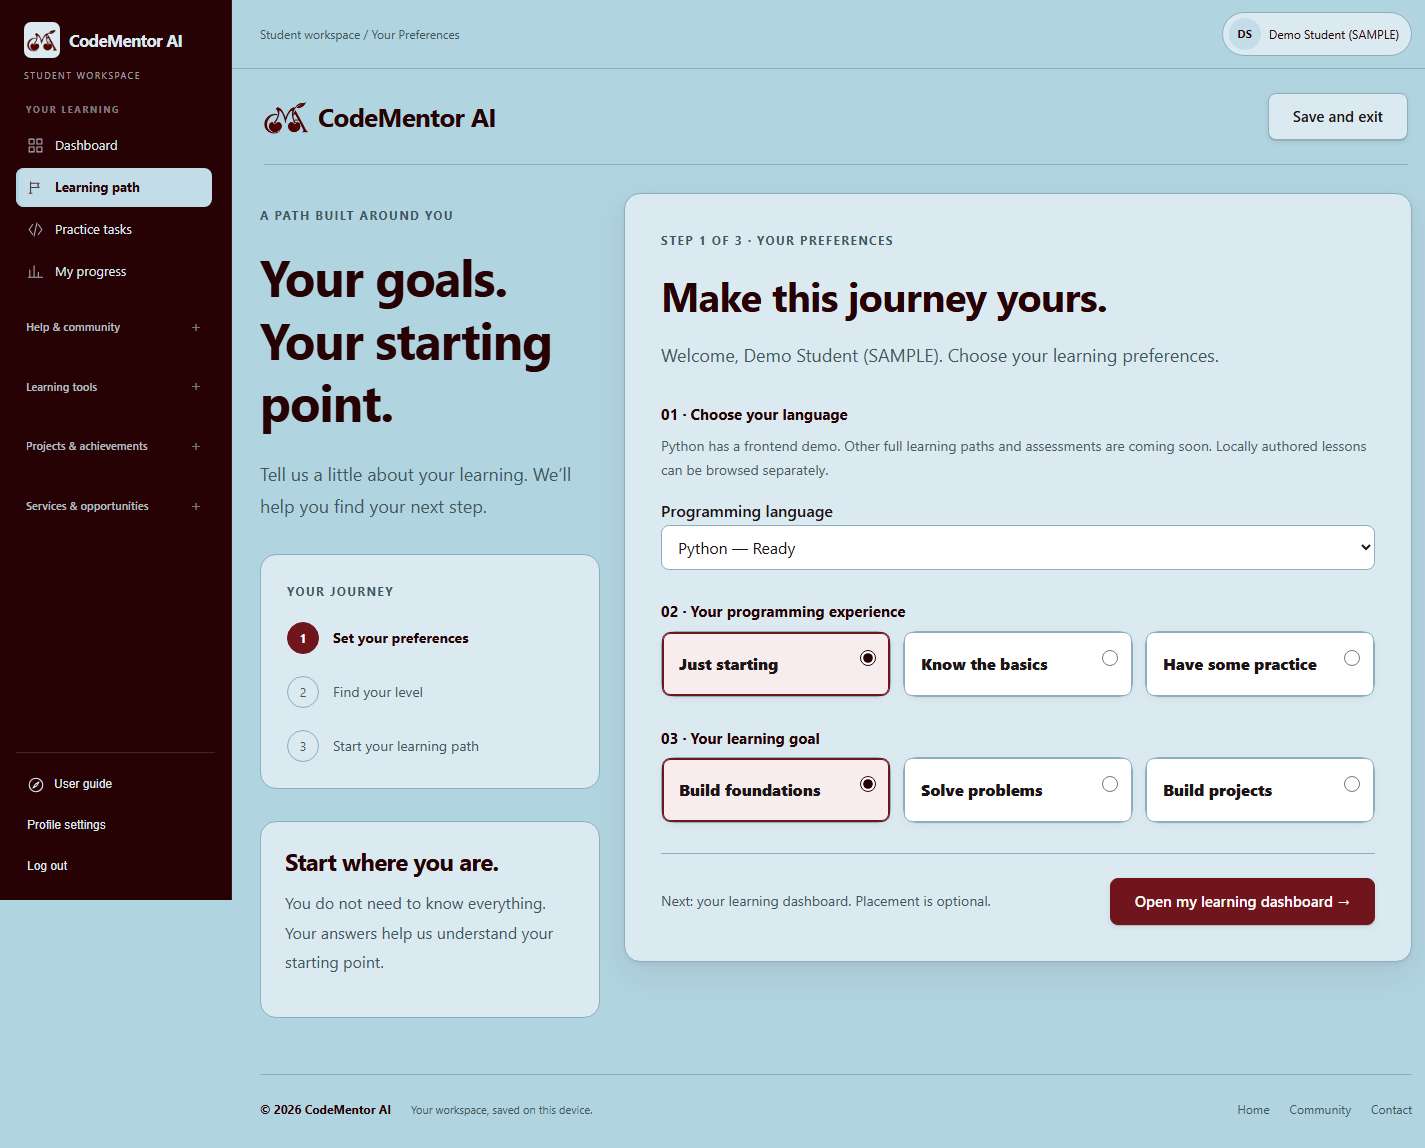 CodeMentor AI
STUDENT WORKSPACE
YOUR LEARNING
Dashboard
Learning path
Practice tasks
My progress
Help & community +
Learning tools +
Projects & achievements +
Services & opportunities +
User guide
Profile settings
Log out
Student workspace / Your Preferences
DS Demo Student (SAMPLE)
CodeMentor AI
Save and exit
A PATH BUILT AROUND YOU
Your goals.
Your starting
point.
Tell us a little about your learning. We’ll
help you find your next step.
YOUR JOURNEY
1 Set your preferences
2 Find your level
3 Start your learning path
Start where you are.
You do not need to know everything.
Your answers help us understand your
starting point.
STEP 1 OF 3 · YOUR PREFERENCES
Make this journey yours.
Welcome, Demo Student (SAMPLE). Choose your learning preferences.
01 · Choose your language
Python has a frontend demo. Other full learning paths and assessments are coming soon. Locally authored lessons
can be browsed separately.
Programming language
Python — Ready
02 · Your programming experience
Just starting Know the basics Have some practice
03 · Your learning goal
Build foundations Solve problems Build projects
Next: your learning dashboard. Placement is optional.
Open my learning dashboard →
© 2026 CodeMentor AI Your workspace, saved on this device.
Home Community Contact